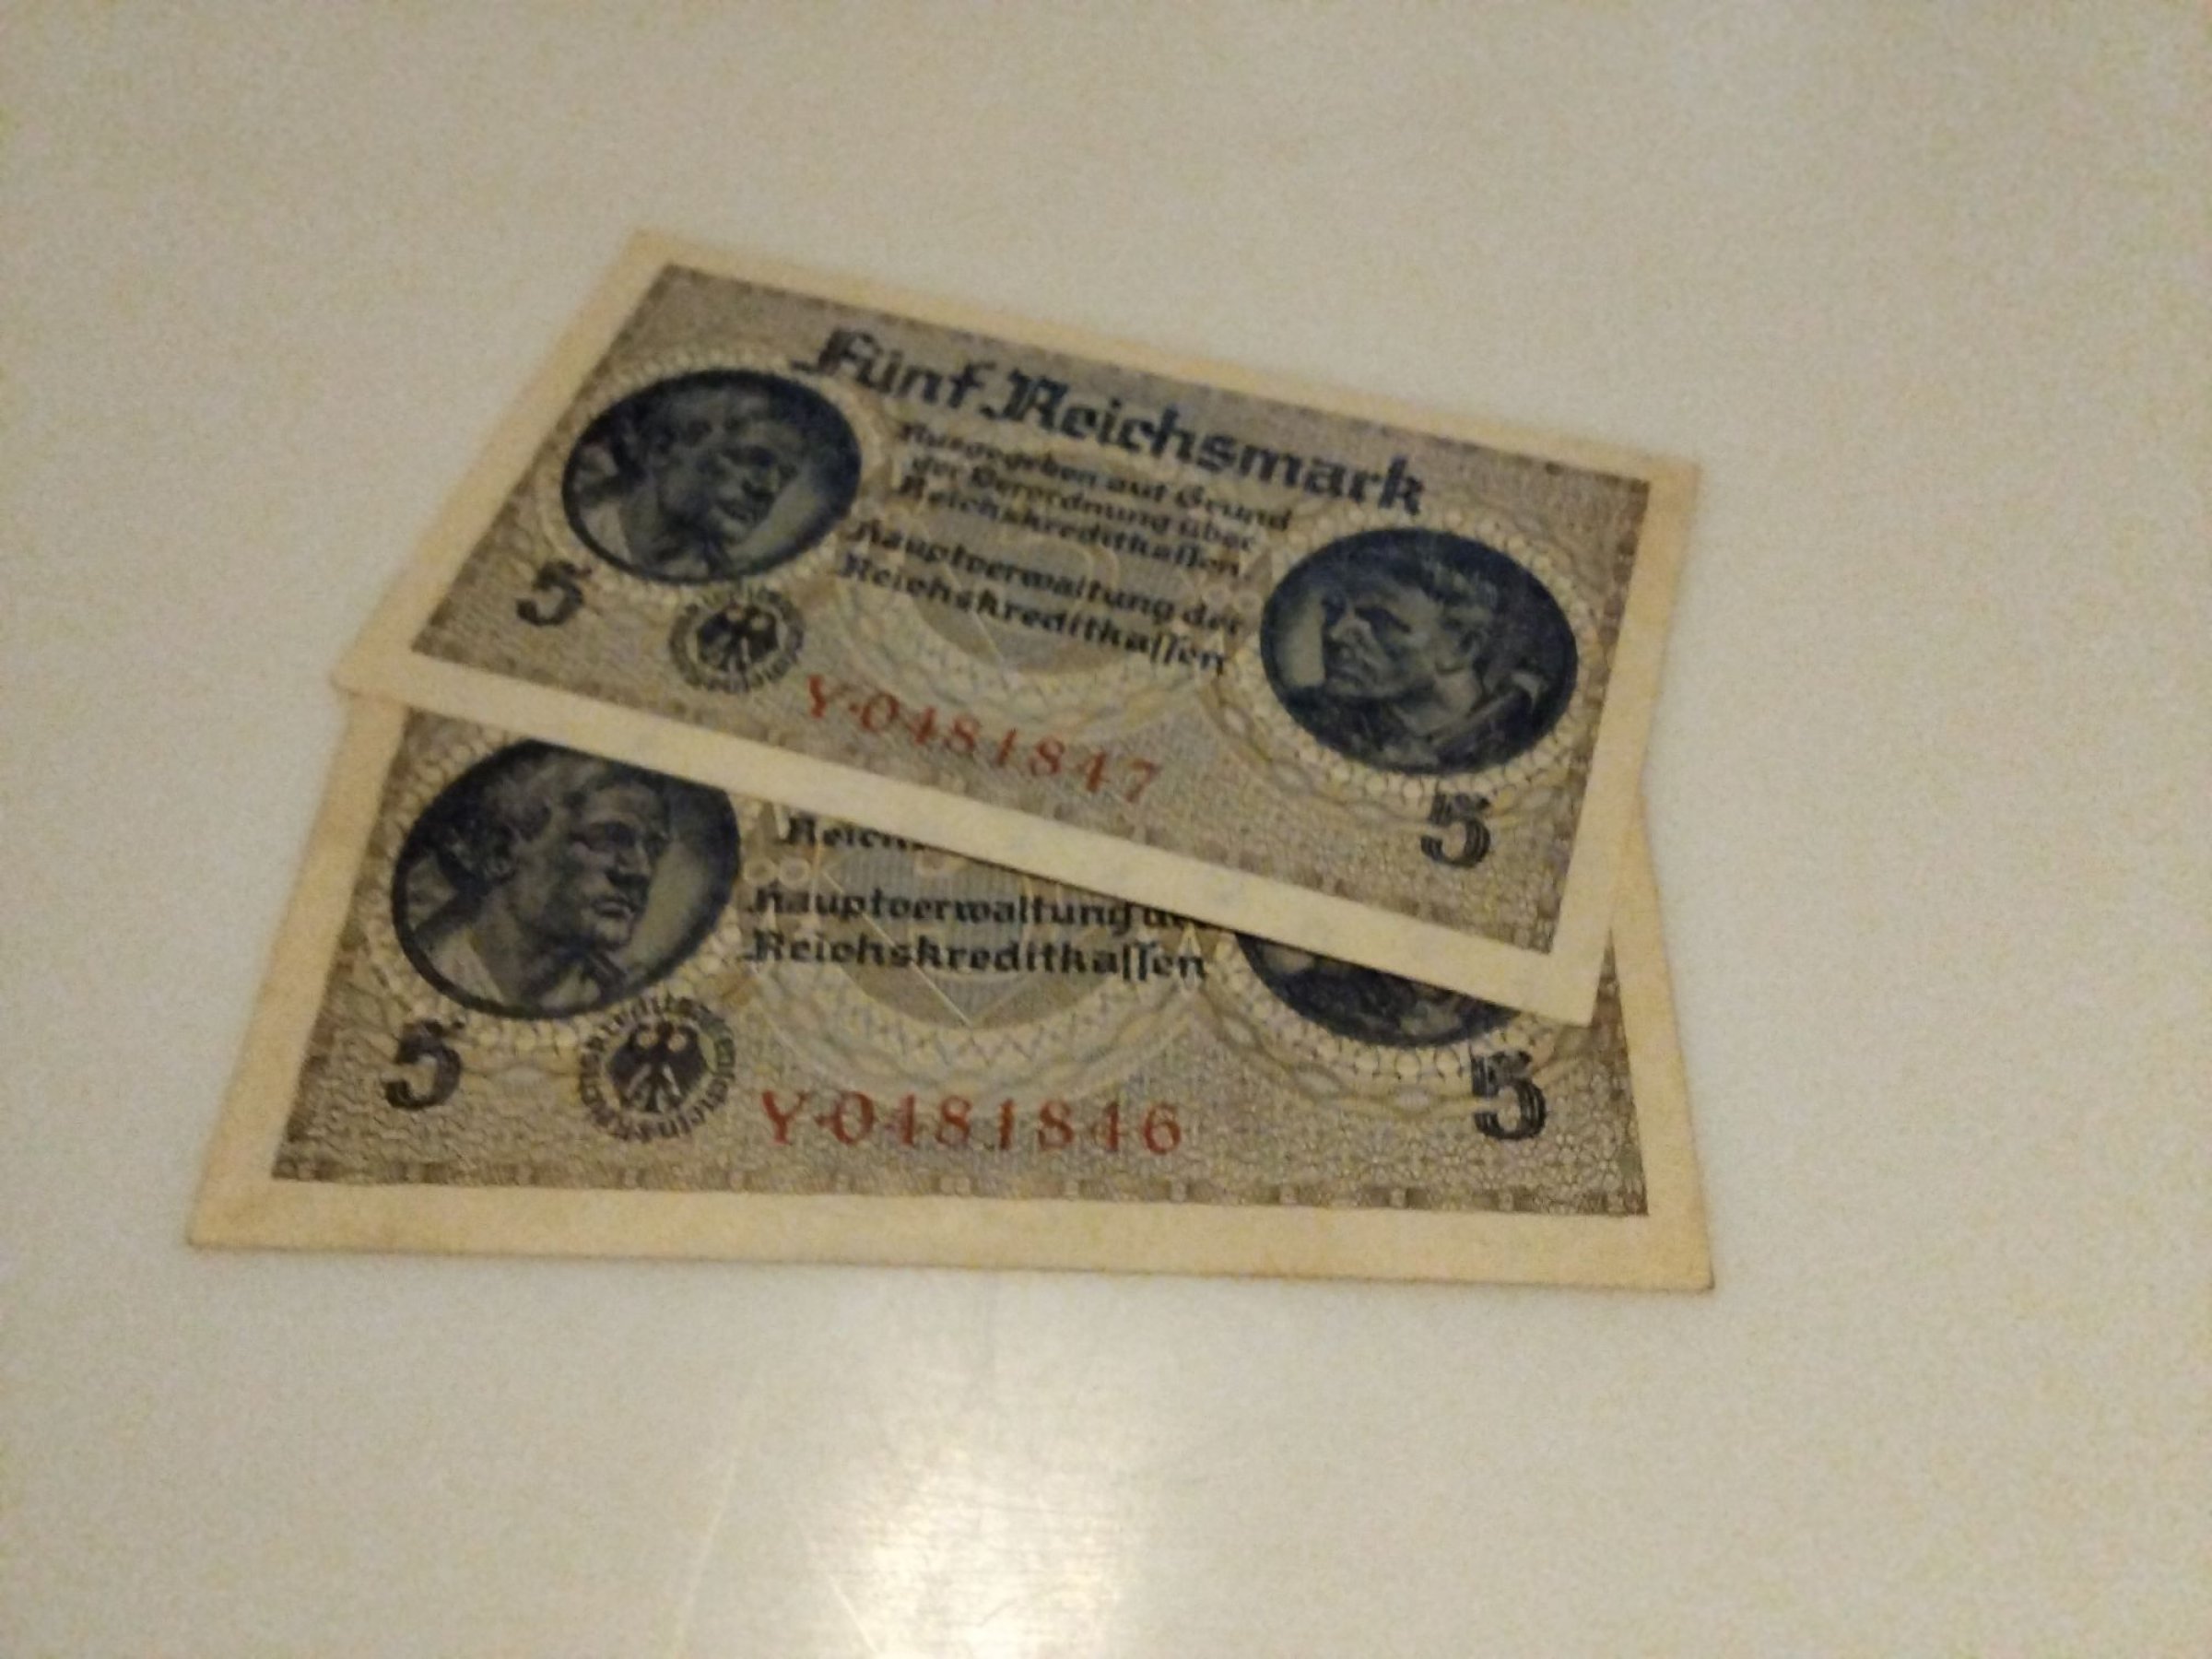 Fünf Reichsmark
Ausgegeben auf Grund
der Verordnung über
Reichskreditkassen.
Hauptverwaltung der
Reichskreditkassen
5
Y·0481847
5
Hauptverwaltung
Reichskreditkassen
5
Y·0481846
5